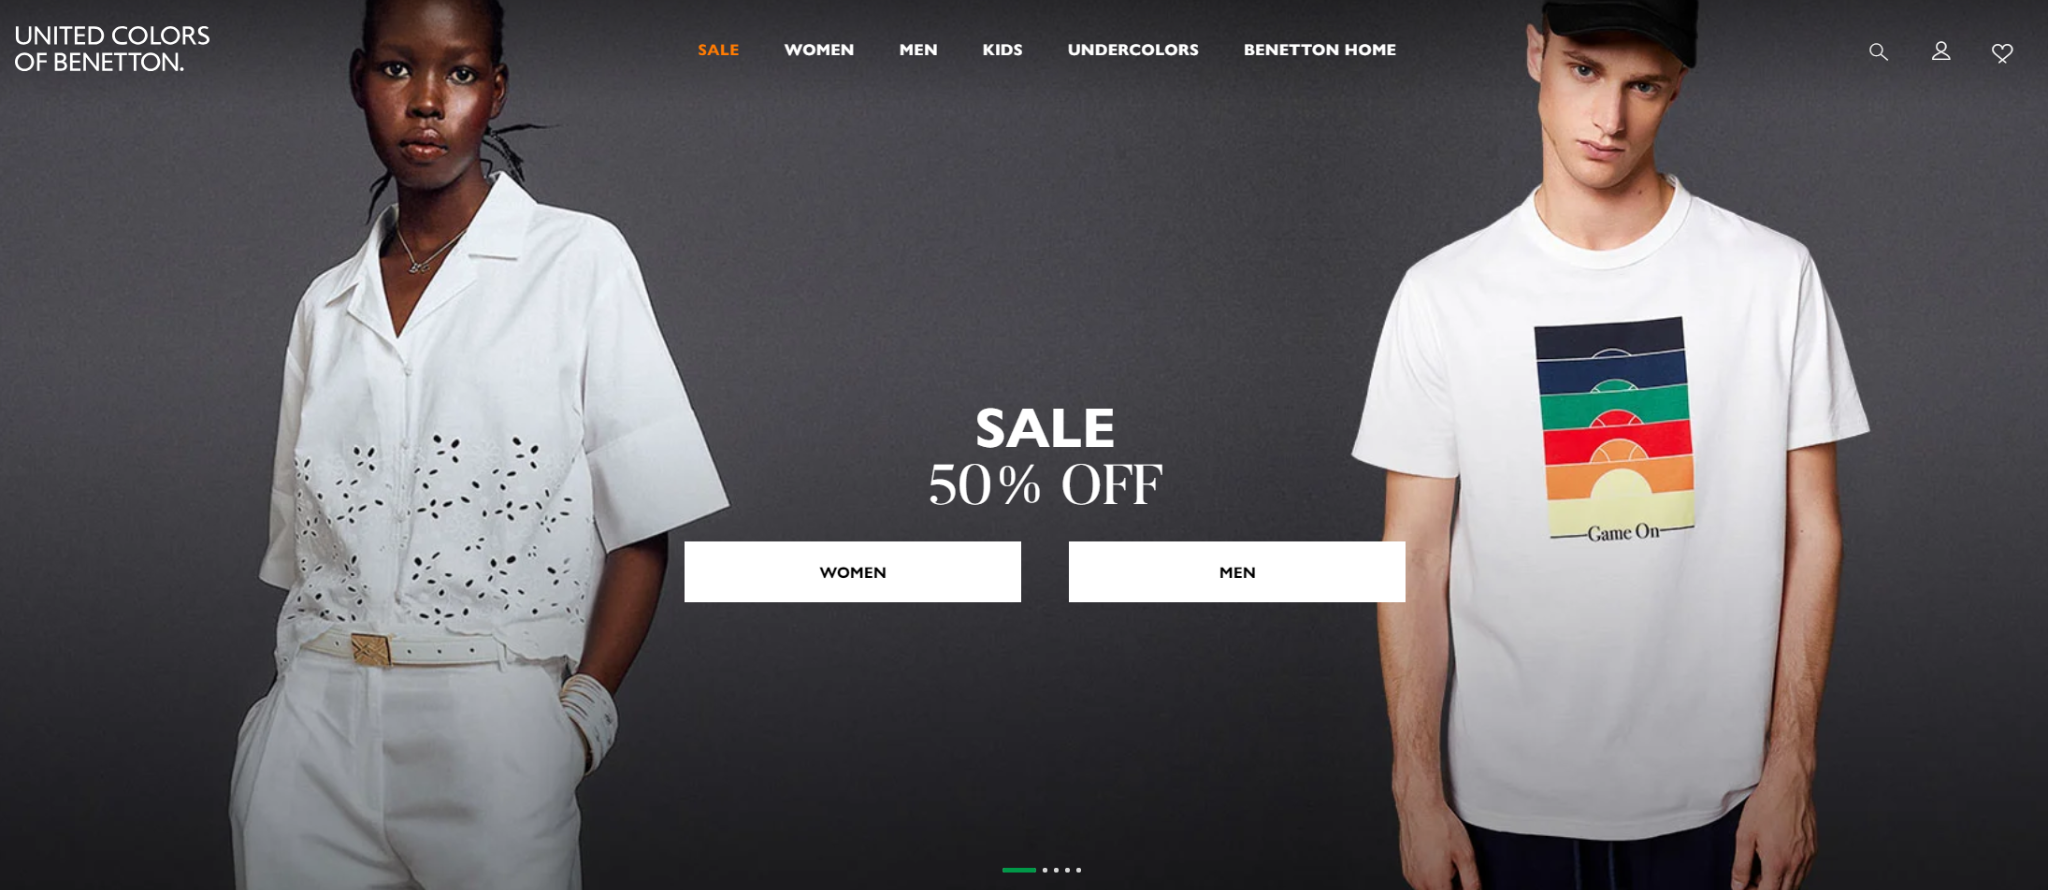 UNITED COLORS
OF BENETTON.
SALE WOMEN MEN KIDS UNDERCOLORS BENETTON HOME
SALE
50% OFF
WOMEN MEN
Game On